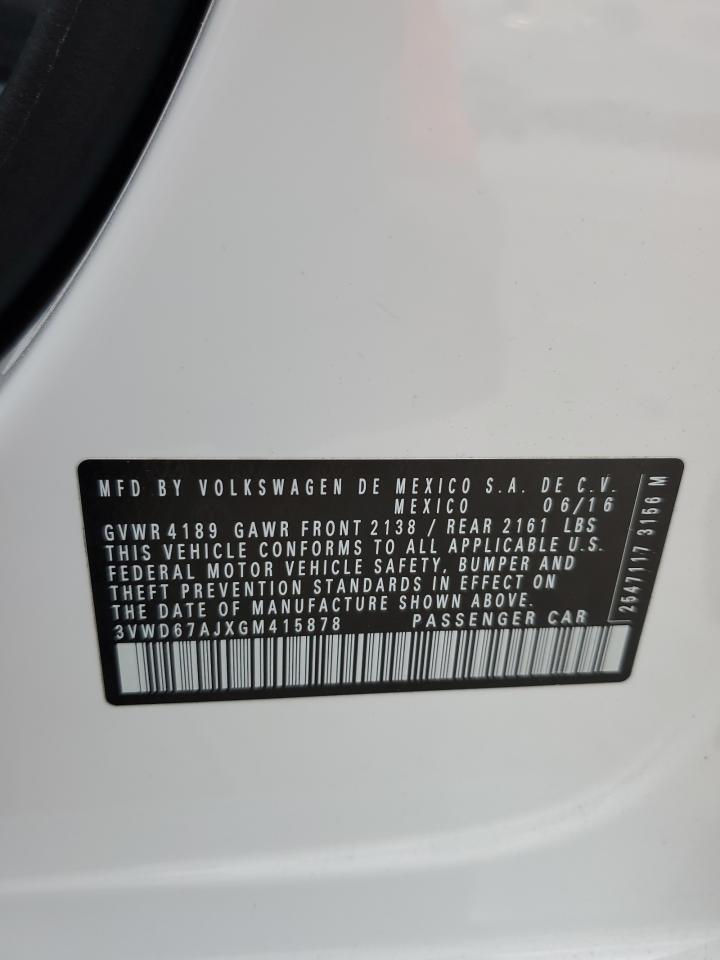 MFD BY VOLKSWAGEN DE MEXICO S.A. DE C.V.
MEXICO 06/16
GVWR 4189 GAWR FRONT 2138 / REAR 2161 LBS
THIS VEHICLE CONFORMS TO ALL APPLICABLE U.S.
FEDERAL MOTOR VEHICLE SAFETY, BUMPER AND
THEFT PREVENTION STANDARDS IN EFFECT ON
THE DATE OF MANUFACTURE SHOWN ABOVE.
3VWD67AJXGM415878 PASSENGER CAR
2547117 3156 M